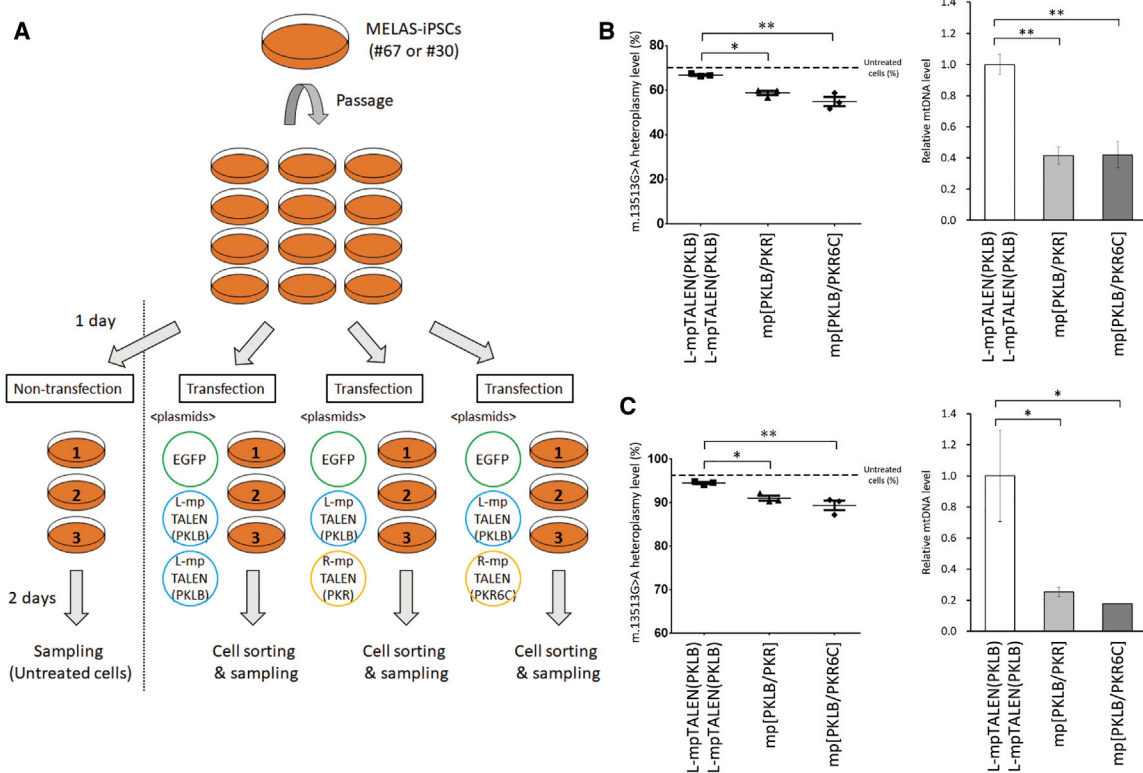 A
MELAS-iPSCs
(#67 or #30)
Passage
1 day
Non-transfection
Transfection
Transfection
Transfection
<plasmids>
<plasmids>
<plasmids>
1
2
3
EGFP
L-mp
TALEN
(PKLB)
L-mp
TALEN
(PKLB)
1
2
3
EGFP
L-mp
TALEN
(PKLB)
R-mp
TALEN
(PKR)
1
2
3
EGFP
L-mp
TALEN
(PKLB)
R-mp
TALEN
(PKR6C)
1
2
3
2 days
Sampling
(Untreated cells)
Cell sorting
& sampling
Cell sorting
& sampling
Cell sorting
& sampling
B
m.13513G>A heteroplasmy level (%)
80
60
40
20
0
**
*
Untreated
cells (%)
L-mpTALEN(PKLB)
L-mpTALEN(PKLB)
mp[PKLB/PKR]
mp[PKLB/PKR6C]
Relative mtDNA level
1.4
1.2
1.0
0.8
0.6
0.4
0.2
0.0
**
**
L-mpTALEN(PKLB)
L-mpTALEN(PKLB)
mp[PKLB/PKR]
mp[PKLB/PKR6C]
C
m.13513G>A heteroplasmy level (%)
100
90
80
70
60
**
*
Untreated
cells (%)
L-mpTALEN(PKLB)
L-mpTALEN(PKLB)
mp[PKLB/PKR]
mp[PKLB/PKR6C]
Relative mtDNA level
1.4
1.2
1.0
0.8
0.6
0.4
0.2
0.0
*
*
L-mpTALEN(PKLB)
L-mpTALEN(PKLB)
mp[PKLB/PKR]
mp[PKLB/PKR6C]